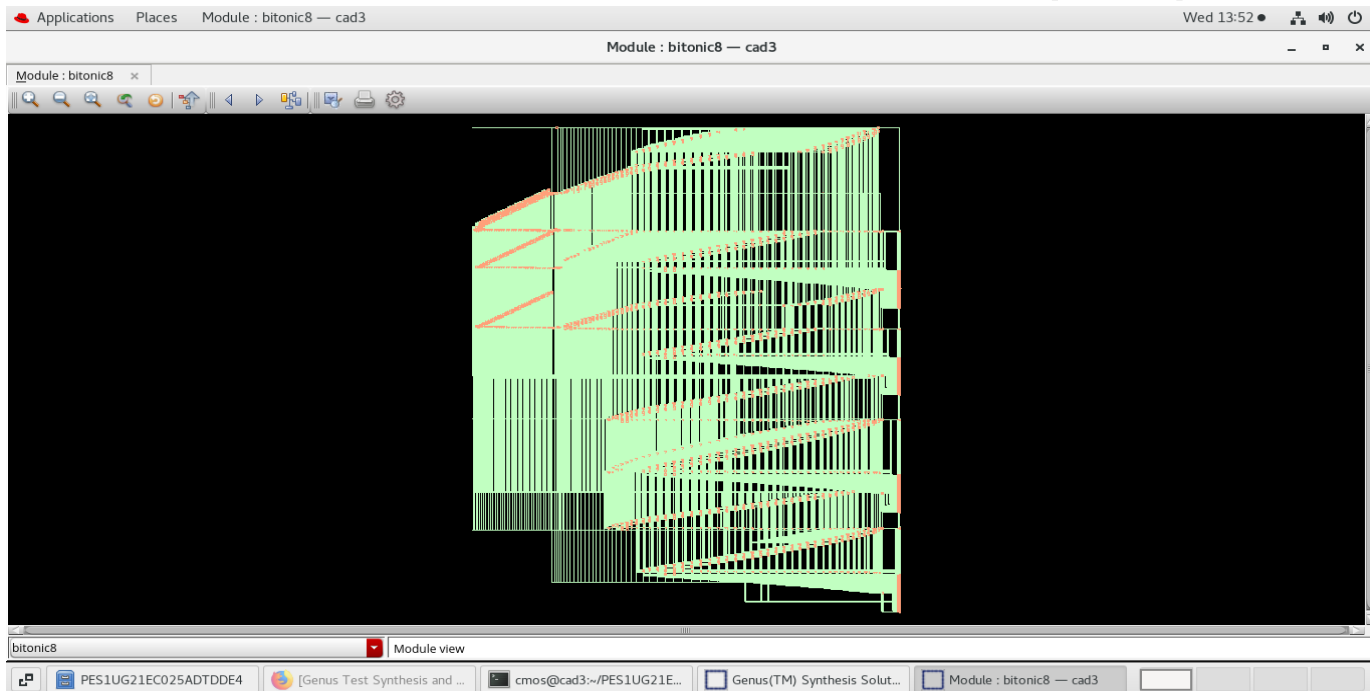 Applications Places Module : bitonic8 — cad3 Wed 13:52
Module : bitonic8 — cad3
Module : bitonic8
bitonic8 Module view
PES1UG21EC025ADTDDE4 [Genus Test Synthesis and ... cmos@cad3:~/PES1UG21E... Genus(TM) Synthesis Solut... Module : bitonic8 — cad3